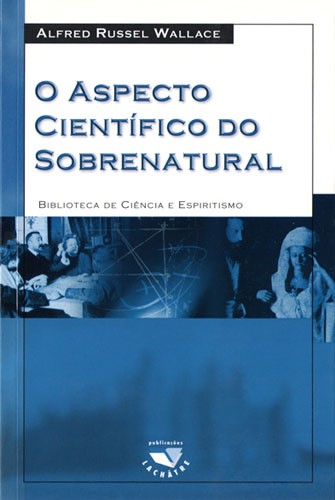 Alfred Russel Wallace
O Aspecto
Científico do
Sobrenatural
Biblioteca de Ciência e Espiritismo
publicações
LACHÂTRE